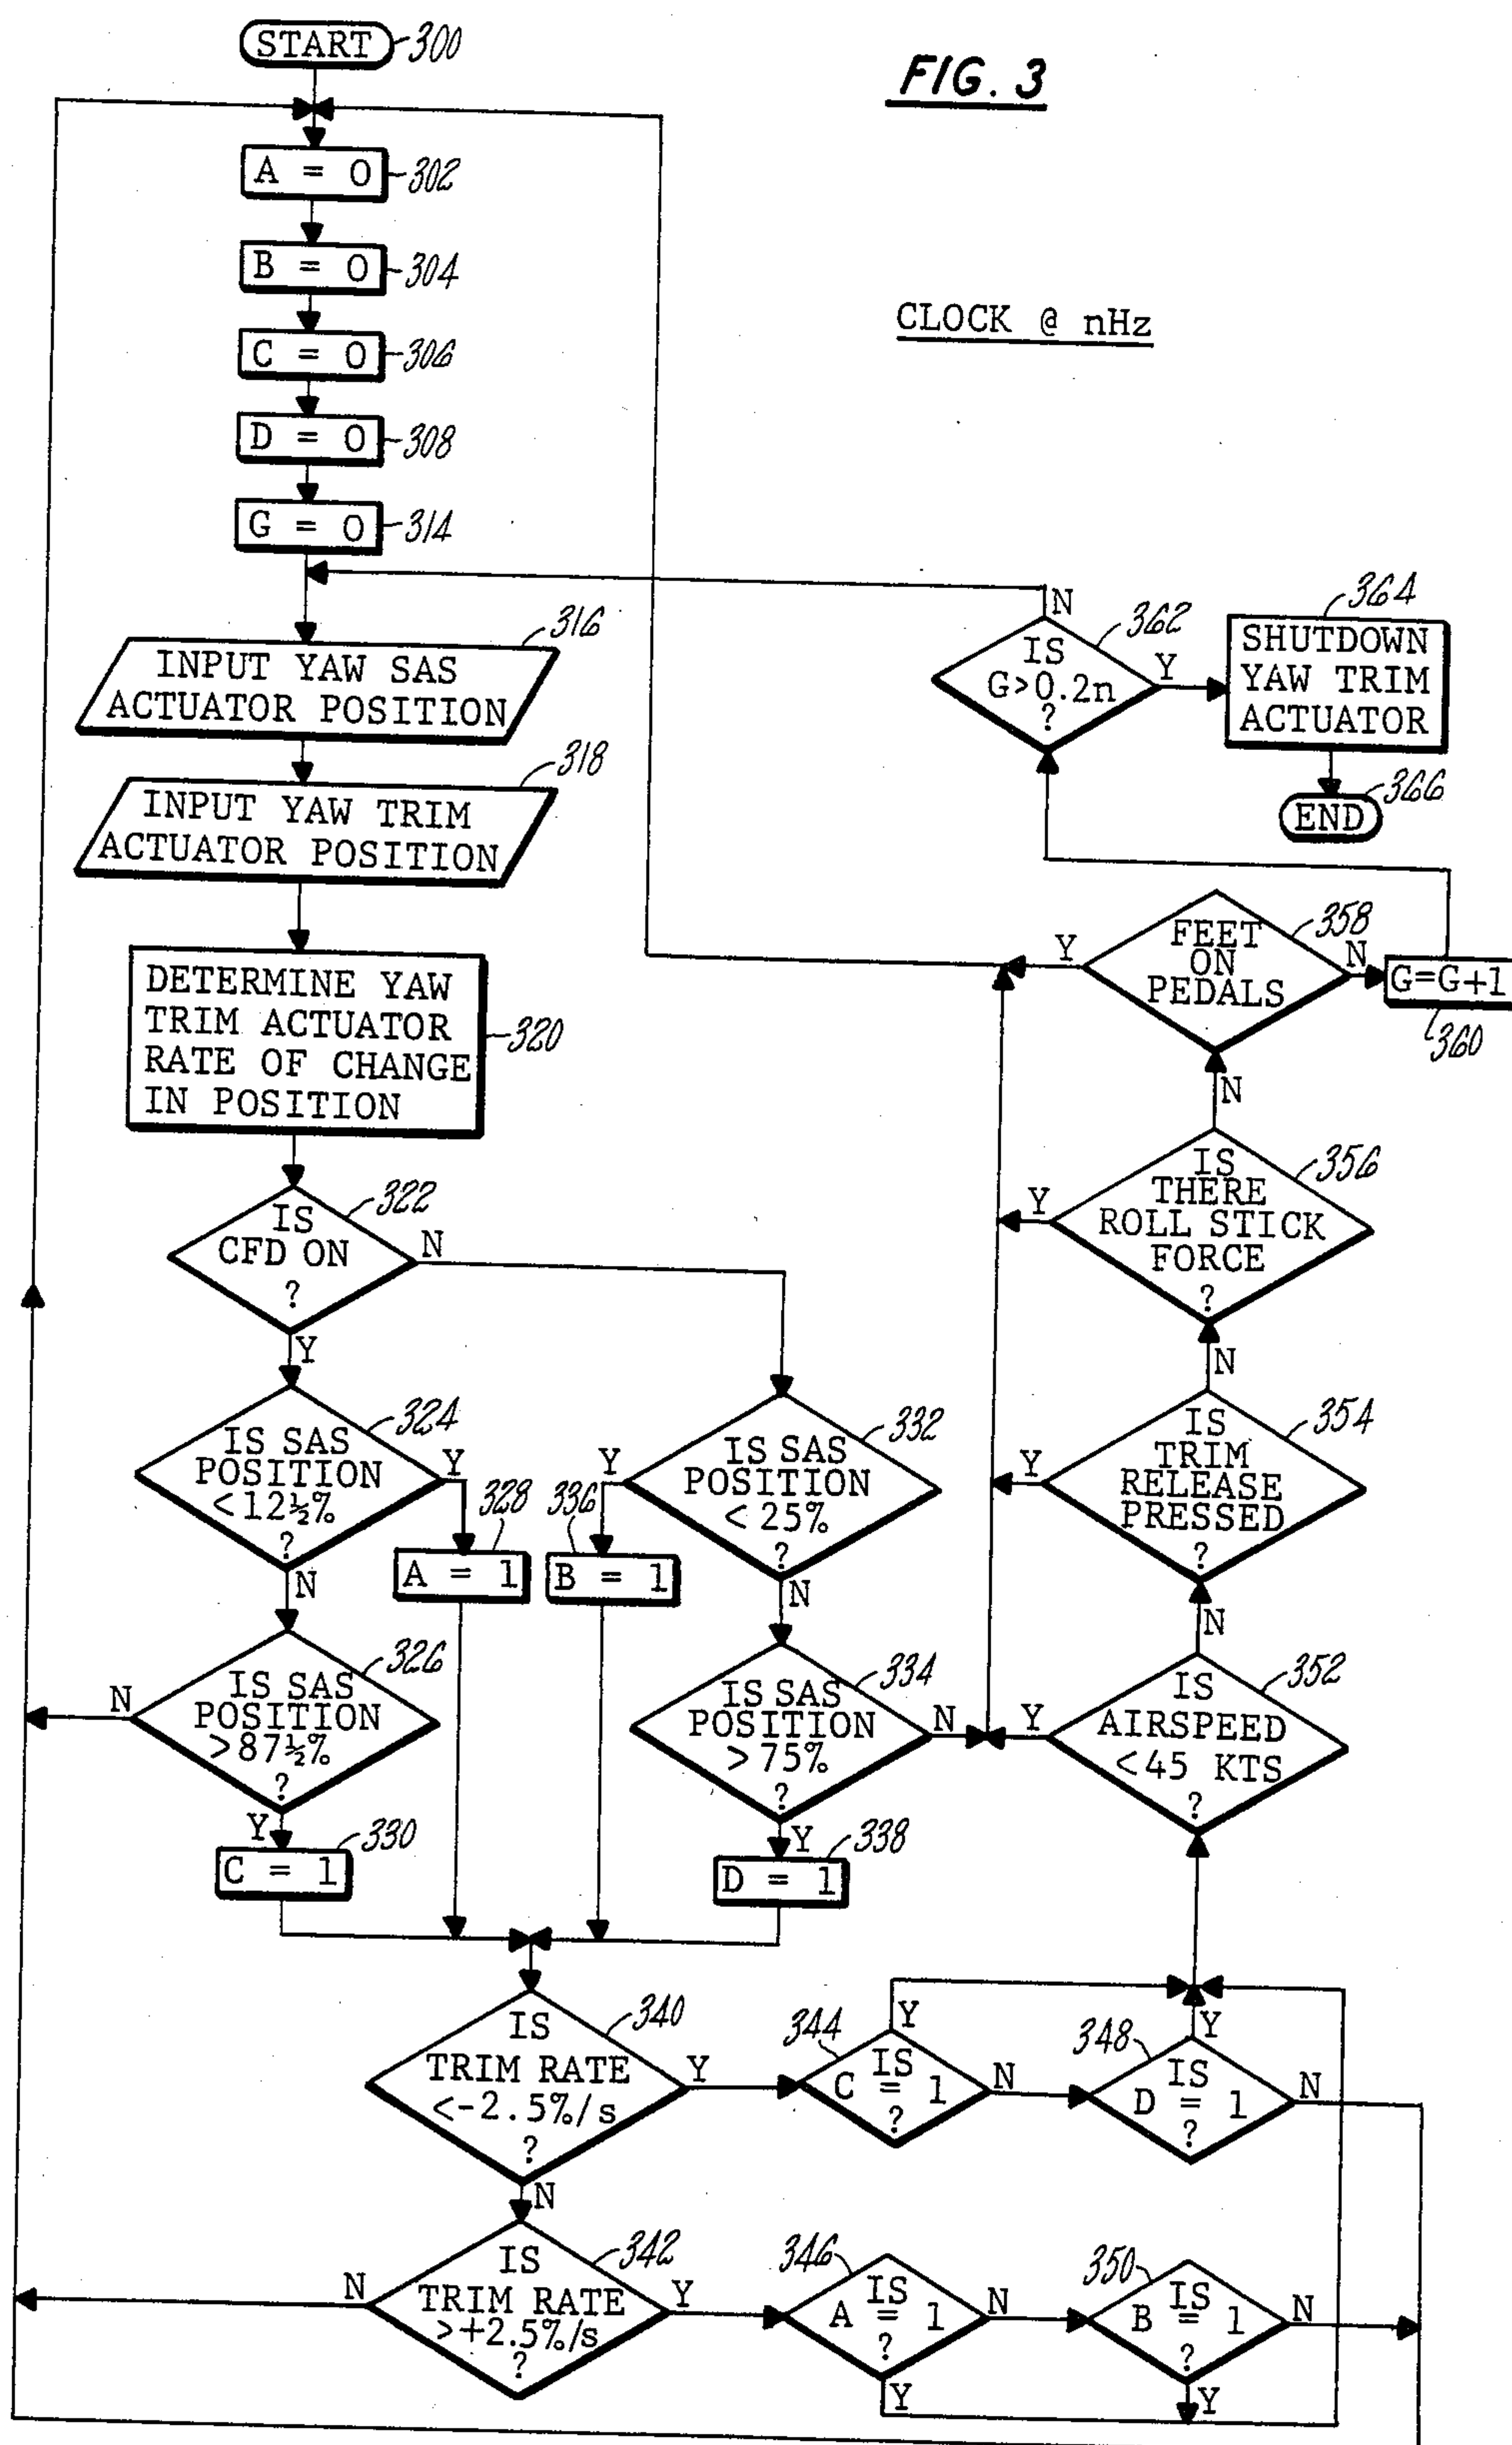 START
300
FIG. 3
A = 0
302
B = 0
304
CLOCK @ nHz
C = 0
306
D = 0
308
G = 0
314
316
INPUT YAW SAS
ACTUATOR POSITION
318
INPUT YAW TRIM
ACTUATOR POSITION
DETERMINE YAW
TRIM ACTUATOR
RATE OF CHANGE
IN POSITION
320
N
IS
G>0.2n
?
362
Y
364
SHUTDOWN
YAW TRIM
ACTUATOR
END
366
Y
FEET
ON
PEDALS
358
N
G=G+1
360
N
IS
THERE
ROLL STICK
FORCE
?
356
Y
N
IS
TRIM
RELEASE
PRESSED
?
354
Y
N
IS
AIRSPEED
<45 KTS
?
352
Y
IS
CFD ON
?
322
N
Y
IS SAS
POSITION
<12½%
?
324
Y
328
A = 1
N
IS SAS
POSITION
>87½%
?
326
N
Y
330
C = 1
IS SAS
POSITION
<25%
?
332
Y
336
B = 1
N
IS SAS
POSITION
>75%
?
334
N
Y
338
D = 1
IS
TRIM RATE
<-2.5%/s
?
340
Y
344
IS
C = 1
?
Y
N
348
IS
D = 1
?
Y
N
N
IS
TRIM RATE
>+2.5%/s
?
342
N
Y
346
IS
A = 1
?
N
Y
350
IS
B = 1
?
N
Y